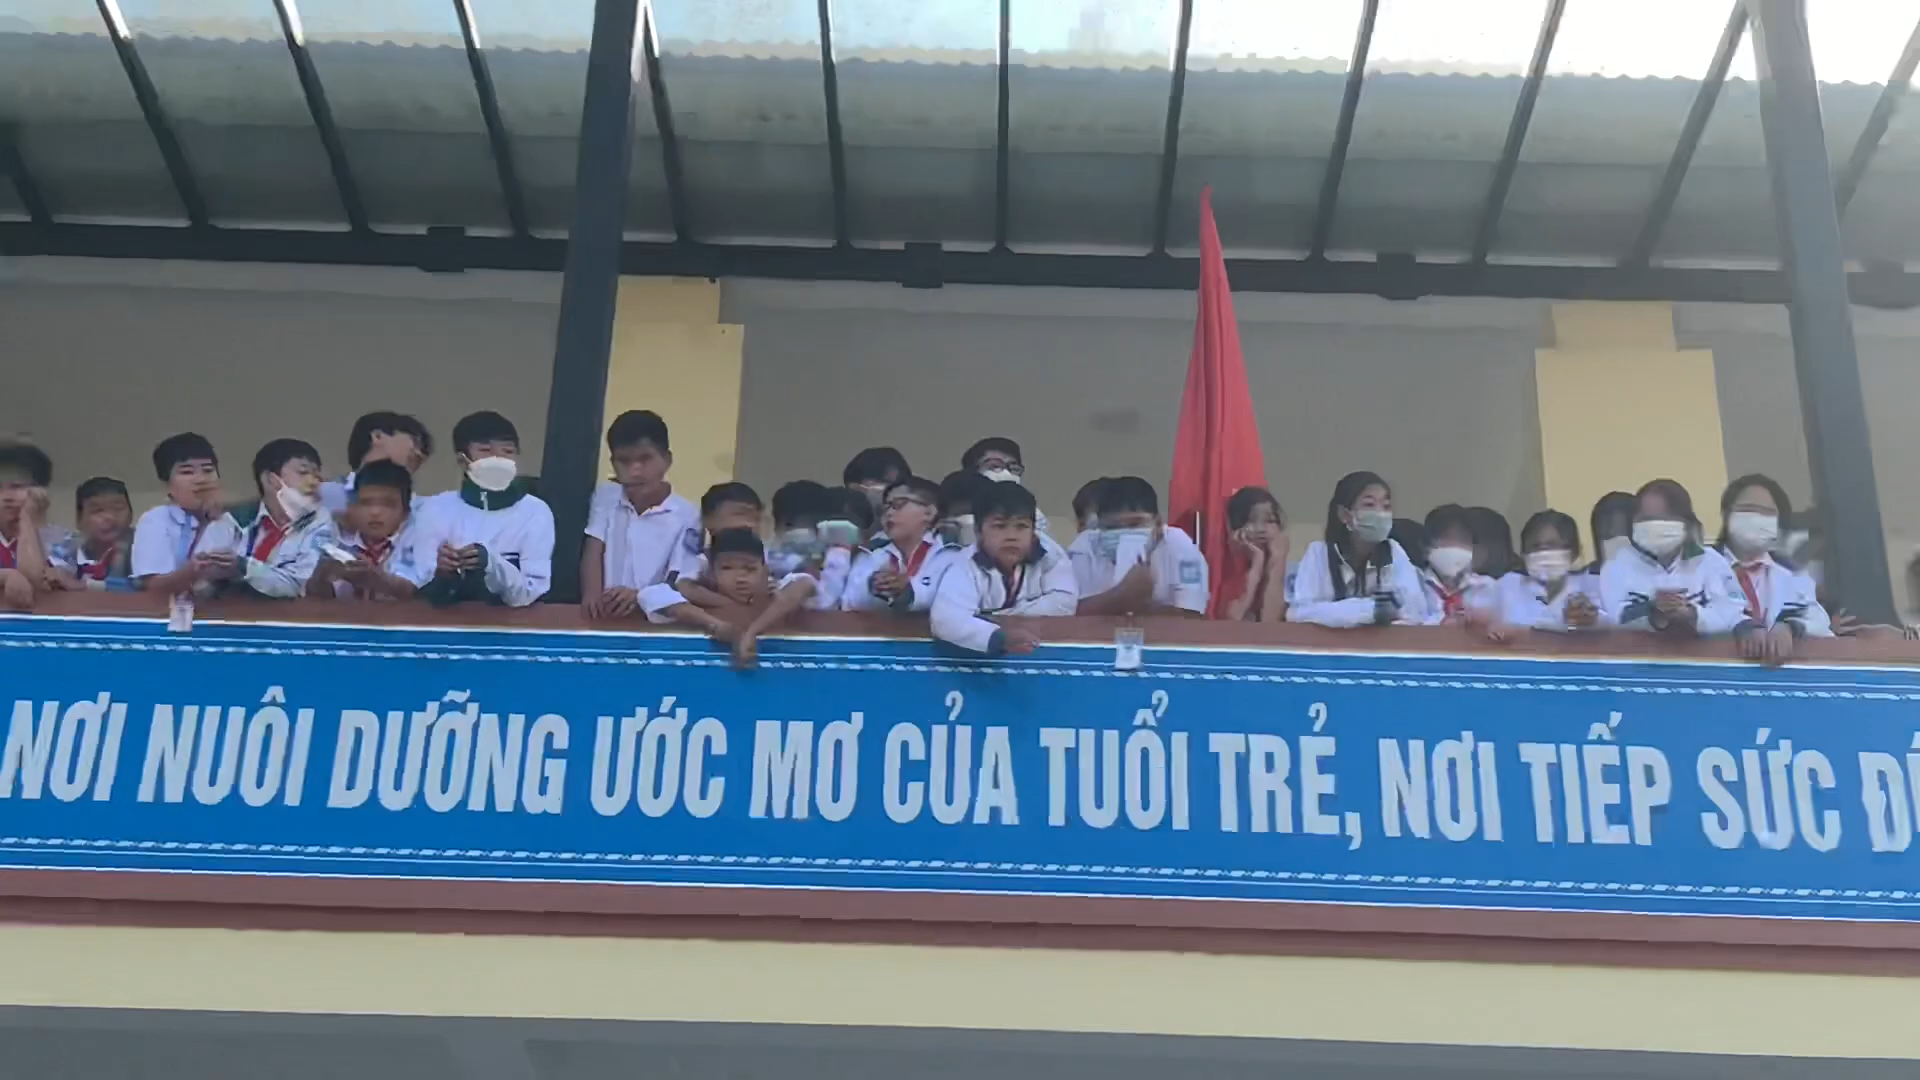 NƠI NUÔI DƯỠNG ƯỚC MƠ CỦA TUỔI TRẺ, NƠI TIẾP SỨC